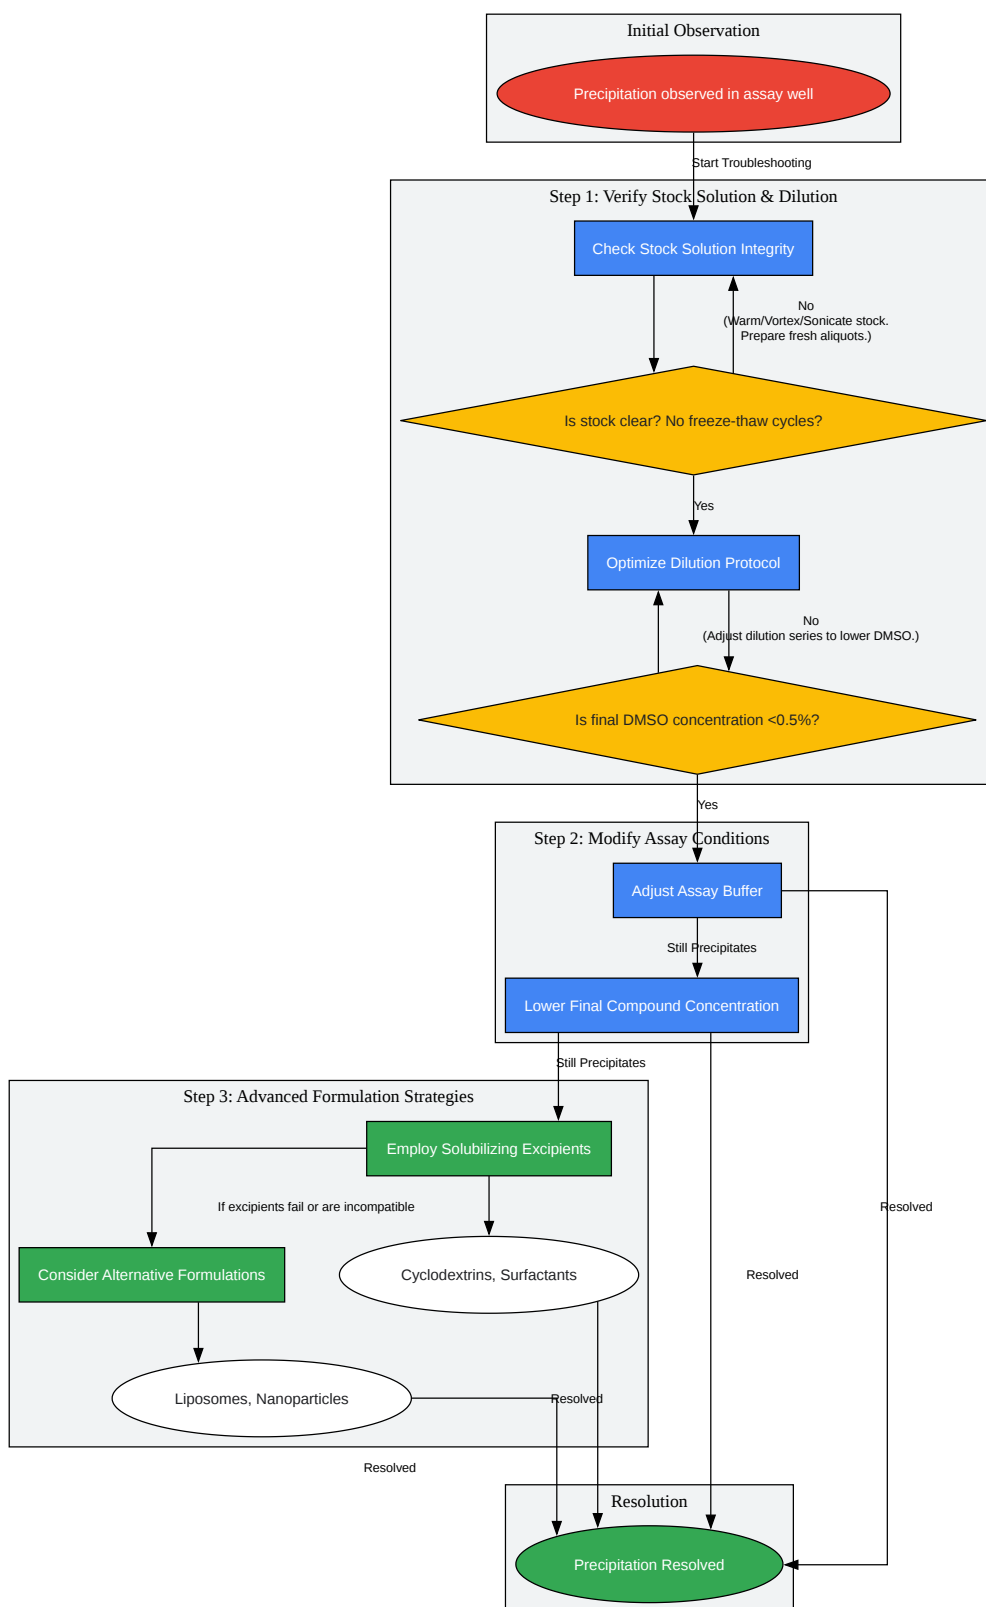 Initial Observation
Precipitation observed in assay well
Start Troubleshooting
Step 1: Verify Stock Solution & Dilution
Check Stock Solution Integrity
No
(Warm/Vortex/Sonicate stock.
Prepare fresh aliquots.)
Is stock clear? No freeze-thaw cycles?
Yes
Optimize Dilution Protocol
No
(Adjust dilution series to lower DMSO.)
Is final DMSO concentration <0.5%?
Yes
Step 2: Modify Assay Conditions
Adjust Assay Buffer
Still Precipitates
Lower Final Compound Concentration
Still Precipitates
Step 3: Advanced Formulation Strategies
Employ Solubilizing Excipients
If excipients fail or are incompatible
Resolved
Consider Alternative Formulations
Cyclodextrins, Surfactants
Resolved
Liposomes, Nanoparticles
Resolved
Resolved
Resolution
Precipitation Resolved